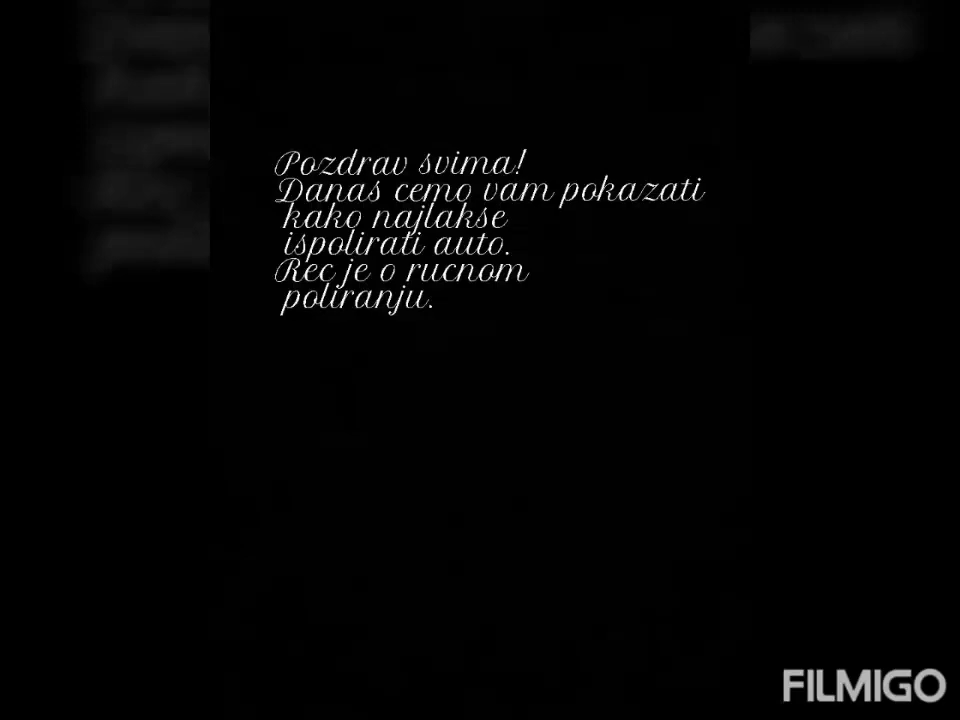 Pozdrav svima!
Danas cemo vam pokazati
kako najlakse
ispolirati auto.
Rec je o rucnom
poliranju.
FILMIGO